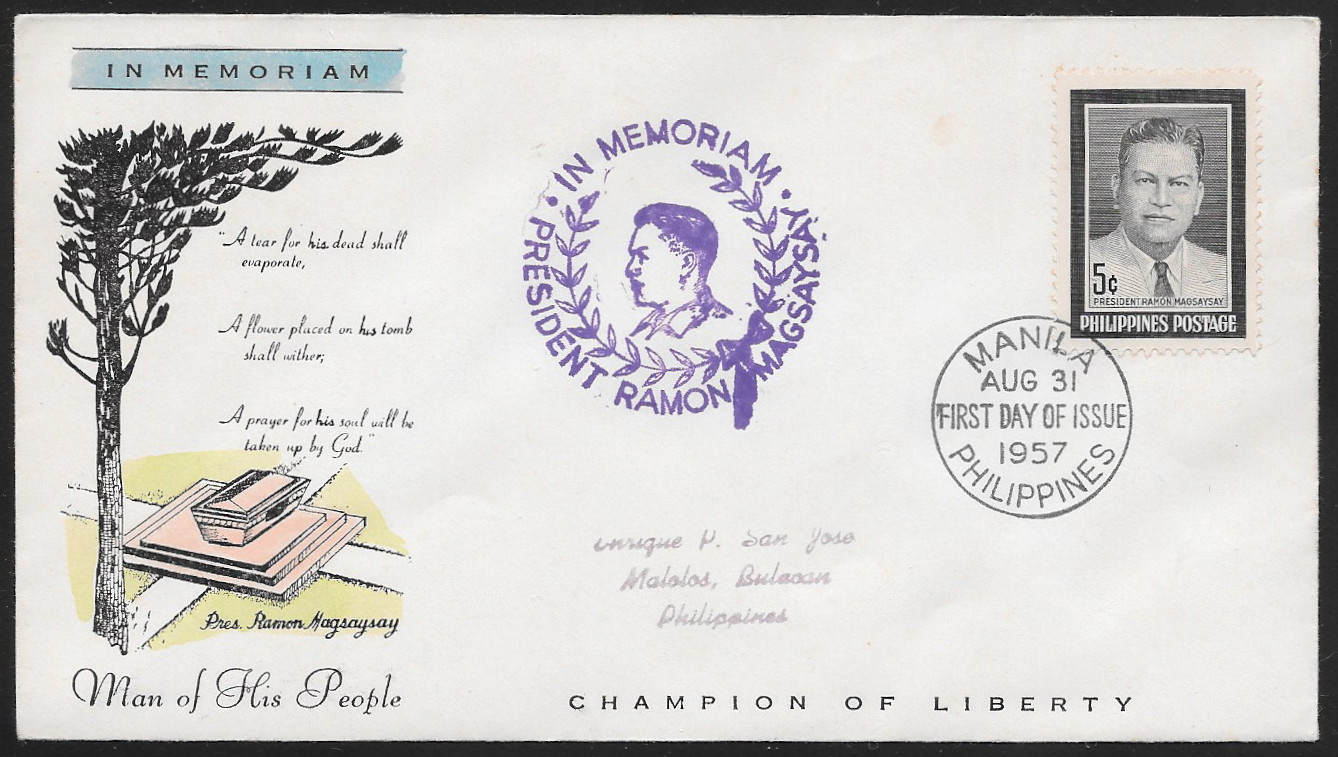 IN MEMORIAM
"A tear for his dead shall
evaporate,
A flower placed on his tomb
shall wither;
A prayer for his soul will be
taken up by God."
Pres. Ramon Magsaysay
Man of His People
• IN MEMORIAM •
PRESIDENT RAMON MAGSAYSAY
5¢
PRESIDENT RAMON MAGSAYSAY
PHILIPPINES POSTAGE
MANILA
AUG 31
FIRST DAY OF ISSUE
1957
PHILIPPINES
Enrique P. San Jose
Malolos, Bulacan
Philippines
CHAMPION OF LIBERTY